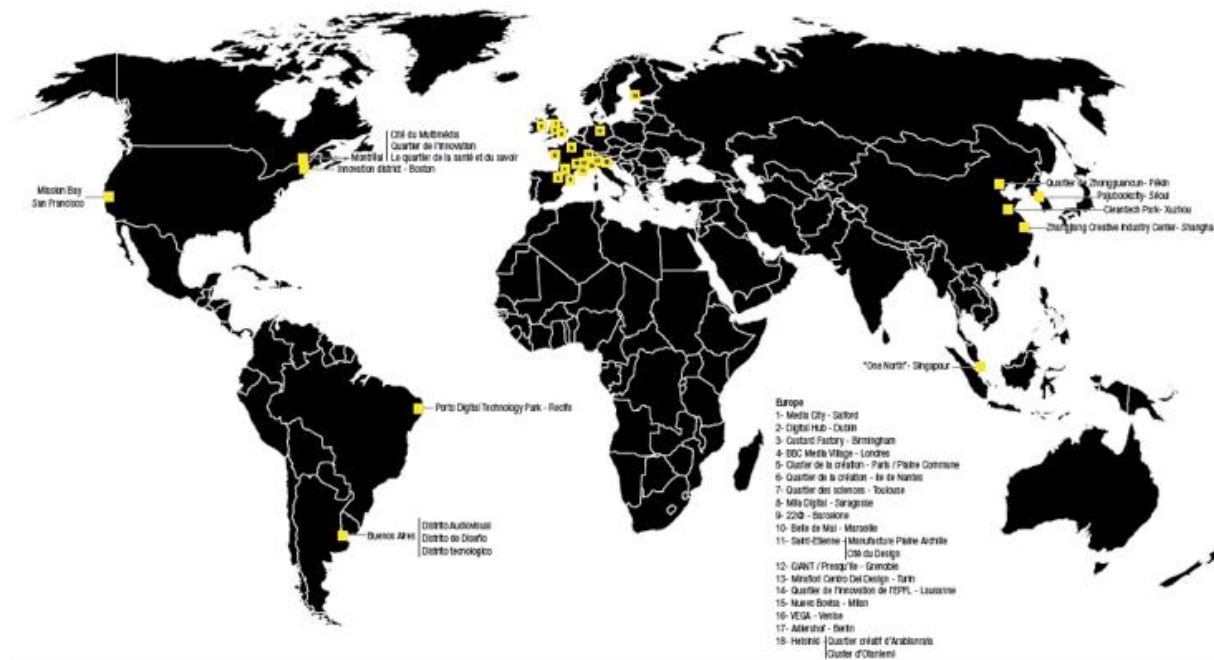 Cité du Multimédia
Quartier de l'Innovation
Montréal Le quartier de la santé et du savoir
Innovation district - Boston
Mission Bay
San Francisco
Quartier de Zhongguancun - Pékin
Pajubookcity - Séoul
Cleantech Park - Xuzhou
Zhangjiang Creative Industry Center - Shangha
"One North" - Singapour
Porto Digital Technology Park - Recife
Distrito Audiovisual
Buenos Aires Distrito de Diseño
Distrito tecnologico
Europe
1- Media City - Salford
2- Digital Hub - Dublin
3- Custard Factory - Birmingham
4- BBC Media Village - Londres
5- Cluster de la création - Paris / Plaine Commune
6- Quartier de la création - Ile de Nantes
7- Quartier des sciences - Toulouse
8- Milla Digital - Saragosse
9- 22@ - Barcelone
10- Belle de Mai - Marseille
11- Saint-Etienne Manufacture Plaine Achille
Cité du Design
12- GIANT / Presqu'île - Grenoble
13- Mirafiori Centro Del Design - Turin
14- Quartier de l'innovation de l'EPFL - Lausanne
15- Nuevo Bovisa - Milan
16- VEGA - Venise
17- Adlershof - Berlin
18- Helsinki Quartier créatif d'Arabianranta
Cluster d'Otaniemi